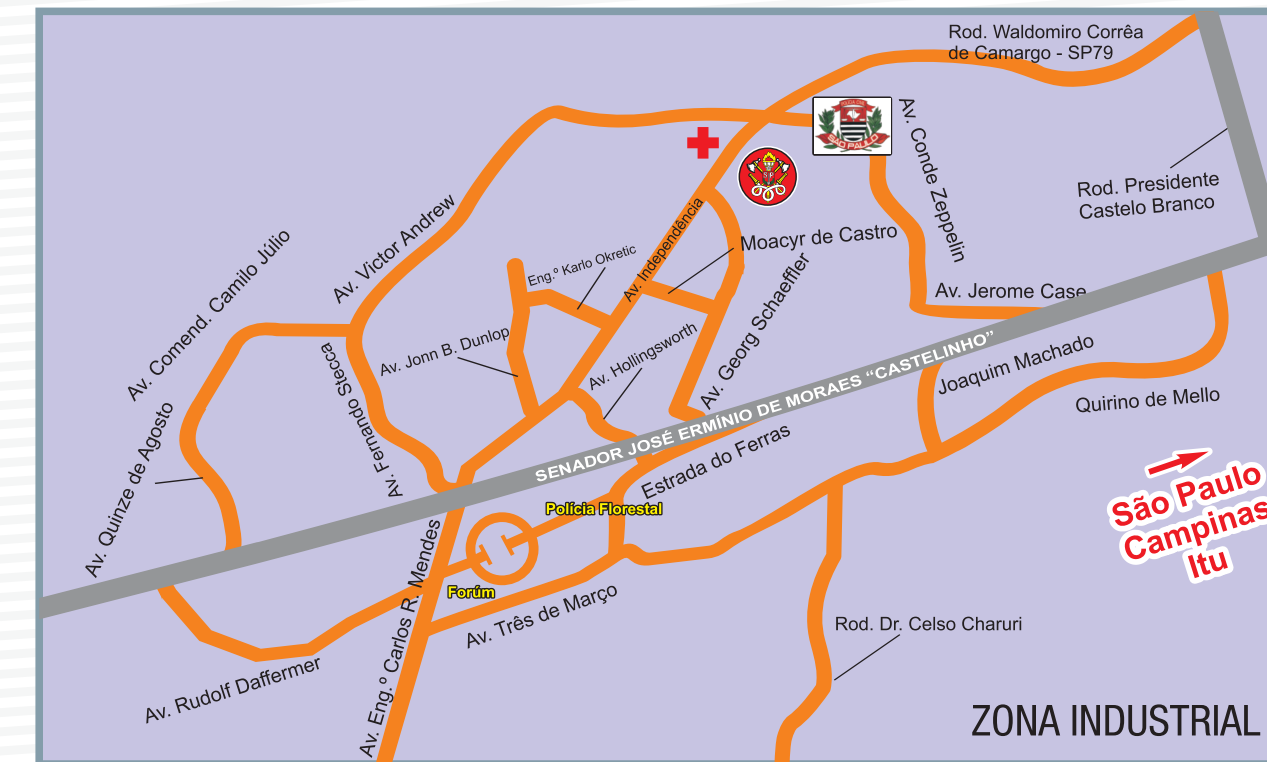 Rod. Waldomiro Corrêa
de Camargo - SP79
Av. Conde Zeppelin
SÃO PAULO
Rod. Presidente
Castelo Branco
Av. Victor Andrew
Av. Independência
Moacyr de Castro
Eng.º Karlo Okretic
Av. Comend. Camilo Júlio
Av. Georg Schaeffler
Av. Jerome Case
Av. Jonn B. Dunlop
Av. Hollingsworth
Av. Fernando Stecca
SENADOR JOSÉ ERMÍNIO DE MORAES “CASTELINHO”
Joaquim Machado
Quirino de Mello
Av. Quinze de Agosto
Estrada do Ferras
São Paulo
Campinas
Itu
Polícia Florestal
Forúm
Av. Eng.º Carlos R. Mendes
Av. Três de Março
Rod. Dr. Celso Charuri
Av. Rudolf Daffermer
ZONA INDUSTRIAL